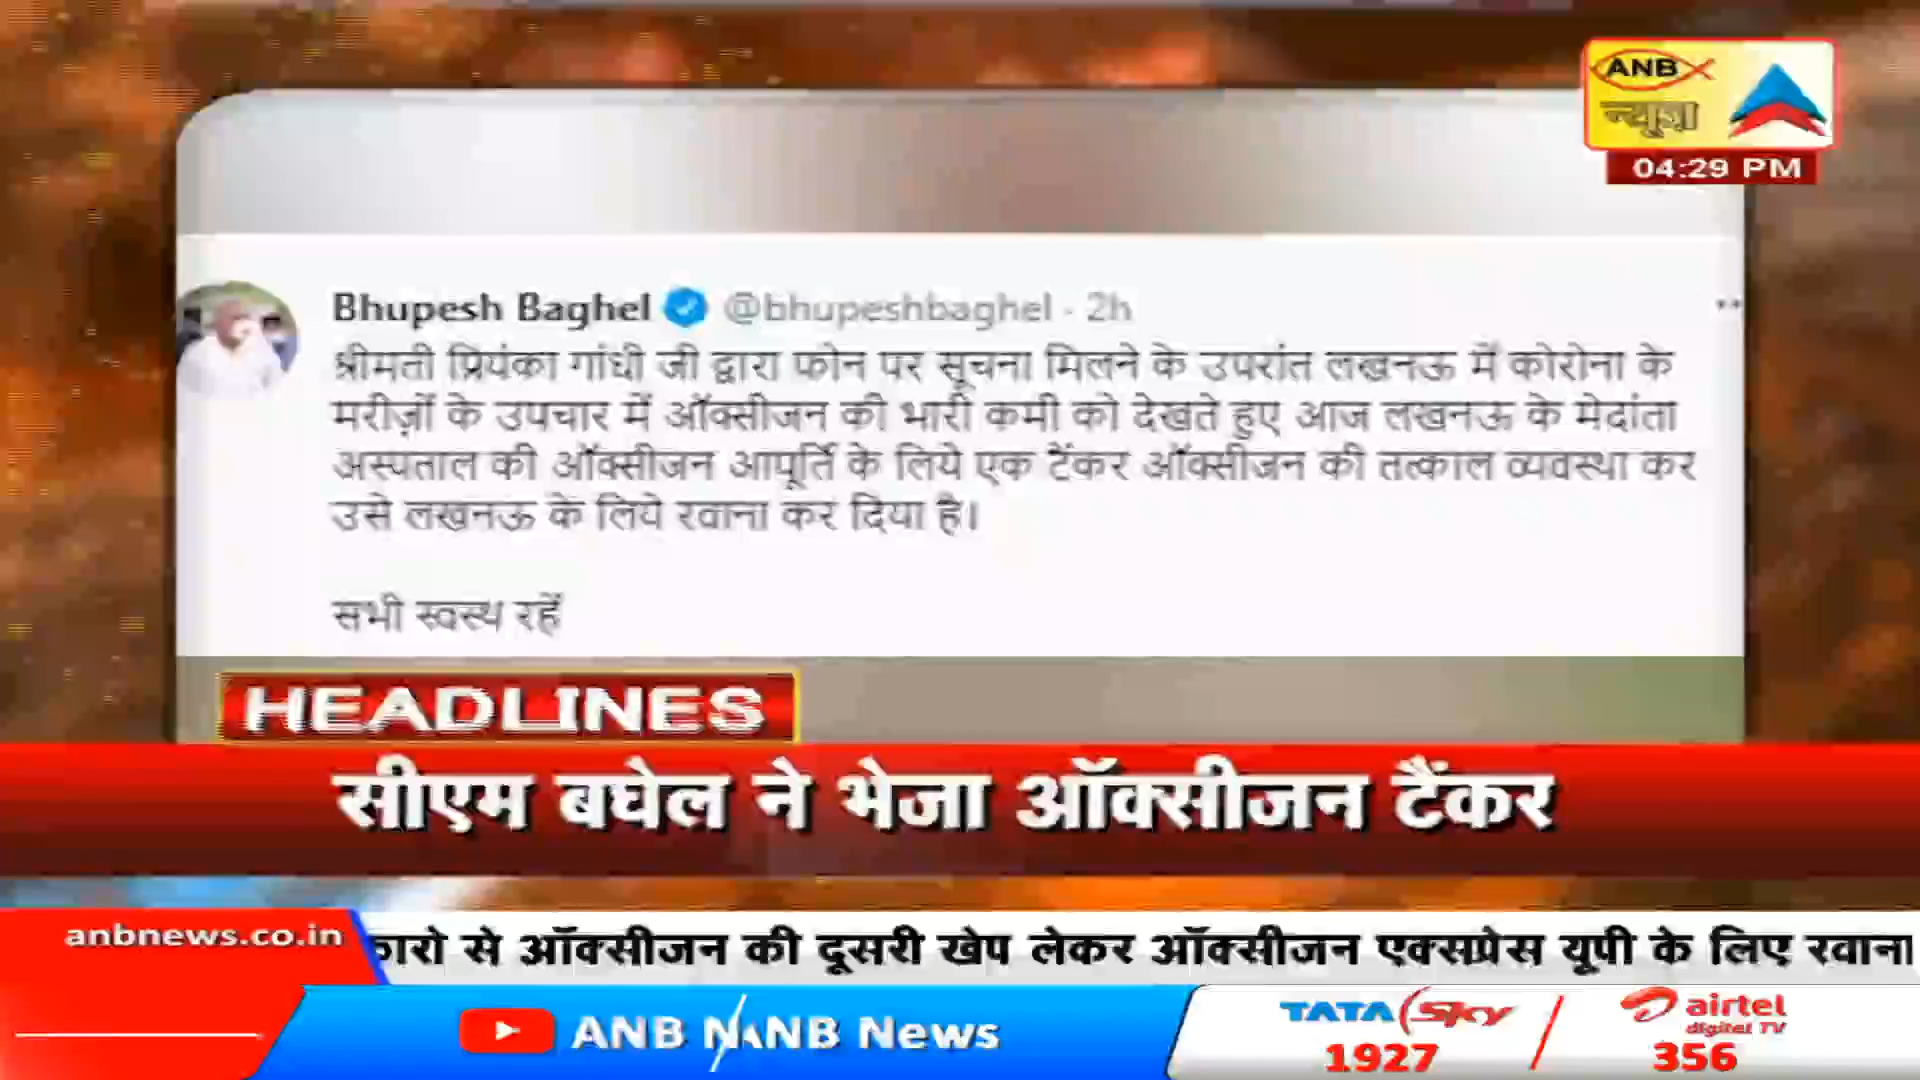 ANB
न्यूज़
04:29 PM
Bhupesh Baghel @bhupeshbaghel · 2h
श्रीमती प्रियंका गांधी जी द्वारा फोन पर सूचना मिलने के उपरांत लखनऊ में कोरोना के
मरीज़ों के उपचार में ऑक्सीजन की भारी कमी को देखते हुए आज लखनऊ के मेदांता
अस्पताल की ऑक्सीजन आपूर्ति के लिये एक टैंकर ऑक्सीजन की तत्काल व्यवस्था कर
उसे लखनऊ के लिये रवाना कर दिया है।
सभी स्वस्थ रहें
HEADLINES
सीएम बघेल ने भेजा ऑक्सीजन टैंकर
anbnews.co.in
कारो से ऑक्सीजन की दूसरी खेप लेकर ऑक्सीजन एक्सप्रेस यूपी के लिए रवाना
ANB NANB News
TATA Sky
1927
airtel
digital TV
356